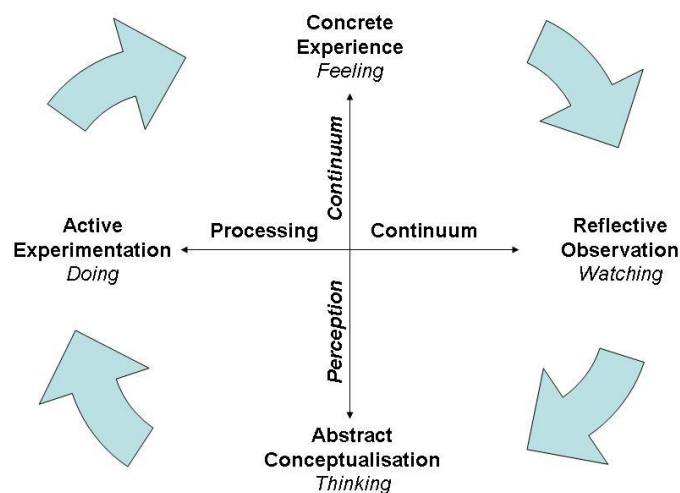 Concrete
Experience
Feeling
Continuum
Active
Experimentation
Doing
Processing
Continuum
Reflective
Observation
Watching
Perception
Abstract
Conceptualisation
Thinking